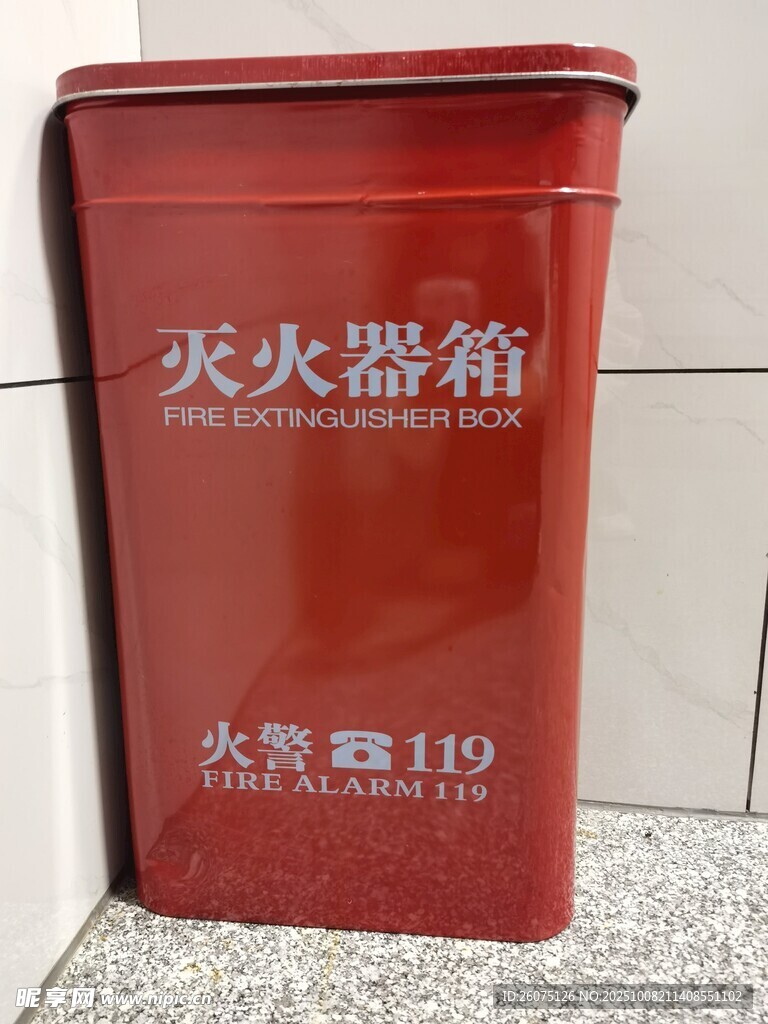 灭火器箱
FIRE EXTINGUISHER BOX
火警 ☎ 119
FIRE ALARM 119
昵享网 www.nipic.cn
ID:26075126 NO:20251008211408551102